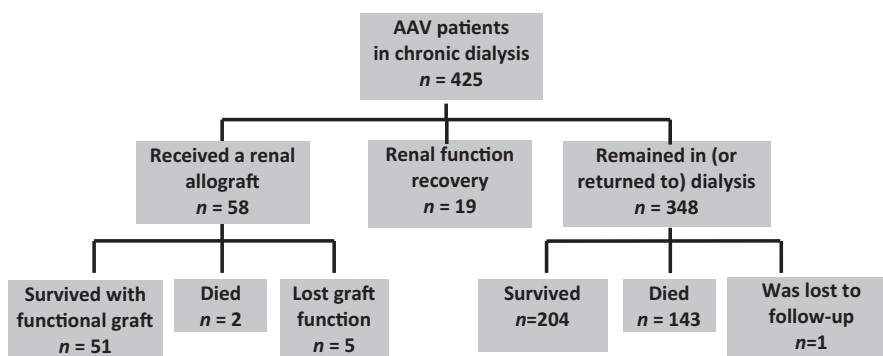 AAV patients
in chronic dialysis
n = 425
Received a renal
allograft
n = 58
Renal function
recovery
n = 19
Remained in (or
returned to) dialysis
n = 348
Survived with
functional graft
n = 51
Died
n = 2
Lost graft
function
n = 5
Survived
n=204
Died
n = 143
Was lost to
follow-up
n=1